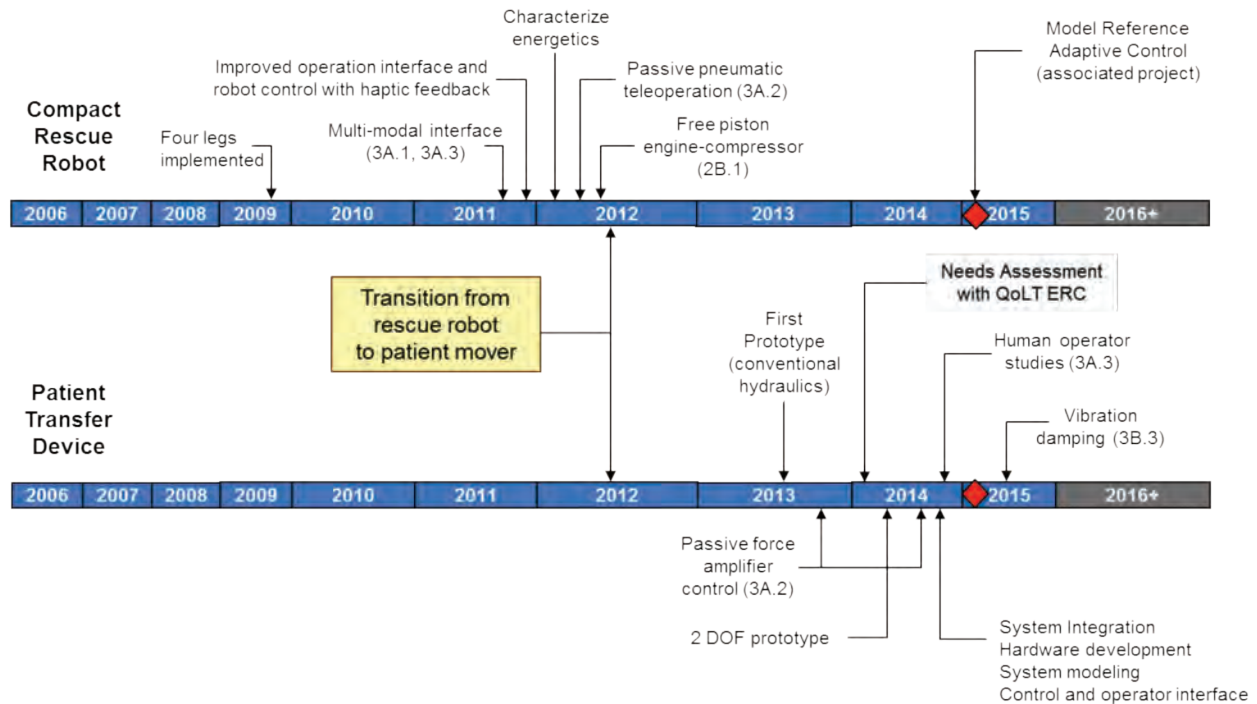 Characterize
energetics
Model Reference
Adaptive Control
(associated project)
Improved operation interface and
robot control with haptic feedback
Passive pneumatic
teleoperation (3A.2)
Compact
Rescue
Robot
Four legs
implemented
Multi-modal interface
(3A.1, 3A.3)
Free piston
engine-compressor
(2B.1)
2006 2007 2008 2009 2010 2011 2012 2013 2014 2015 2016+
Transition from
rescue robot
to patient mover
Needs Assessment
with QoLT ERC
First
Prototype
(conventional
hydraulics)
Human operator
studies (3A.3)
Patient
Transfer
Device
Vibration
damping (3B.3)
2006 2007 2008 2009 2010 2011 2012 2013 2014 2015 2016+
Passive force
amplifier
control (3A.2)
2 DOF prototype
System Integration
Hardware development
System modeling
Control and operator interface